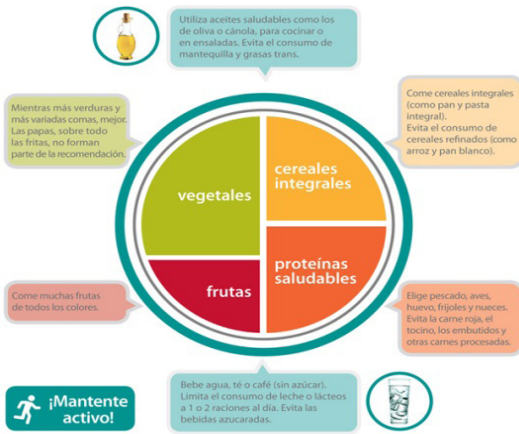 Utiliza aceites saludables como los
de oliva o cánola, para cocinar o
en ensaladas. Evita el consumo de
mantequilla y grasas trans.
Mientras más verduras y
más variadas comas, mejor.
Las papas, sobre todo
las fritas, no forman
parte de la recomendación.
Come cereales integrales
(como pan y pasta
integral).
Evita el consumo de
cereales refinados (como
arroz y pan blanco).
vegetales
cereales
integrales
frutas
proteínas
saludables
Come muchas frutas
de todos los colores.
Elige pescado, aves,
huevo, frijoles y nueces.
Evita la carne roja, el
tocino, los embutidos y
otras carnes procesadas.
Bebe agua, té o café (sin azúcar).
Limita el consumo de leche o lácteos
a 1 o 2 raciones al día. Evita las
bebidas azucaradas.
¡Mantente
activo!